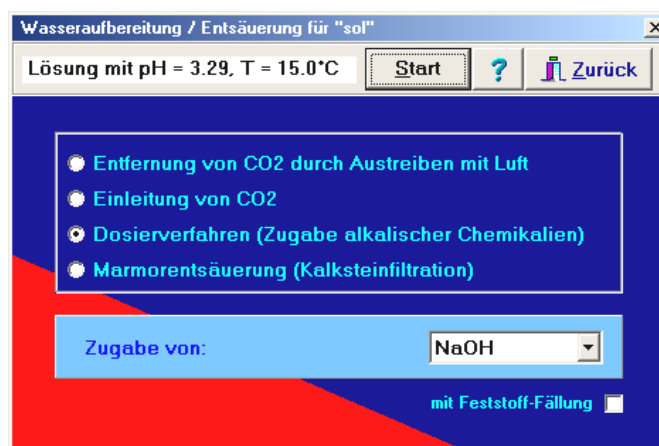 Wasseraufbereitung / Entsäuerung für "sol"
Lösung mit pH = 3.29, T = 15.0°C Start ? Zurück
Entfernung von CO2 durch Austreiben mit Luft
Einleitung von CO2
Dosierverfahren (Zugabe alkalischer Chemikalien)
Marmorentsäuerung (Kalksteinfiltration)
Zugabe von: NaOH
mit Feststoff-Fällung